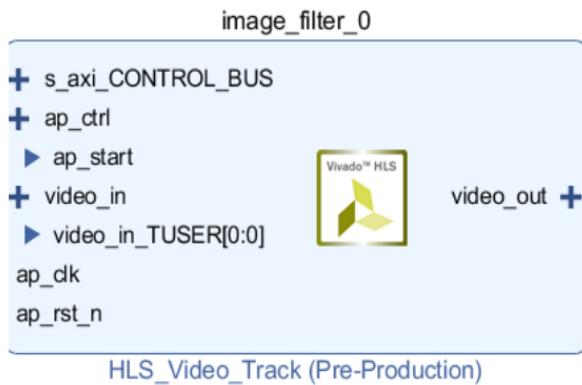 image_filter_0
s_axi_CONTROL_BUS
ap_ctrl
ap_start
video_in
video_in_TUSER[0:0]
ap_clk
ap_rst_n
Vivado™ HLS
video_out
HLS_Video_Track (Pre-Production)